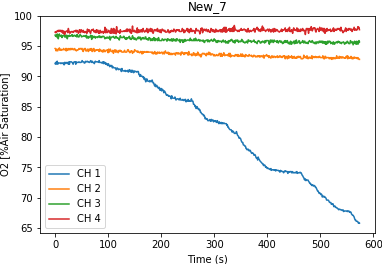 New_7
O2 [%Air Saturation]
100
95
90
85
80
75
70
65
CH 1
CH 2
CH 3
CH 4
0 100 200 300 400 500 600
Time (s)